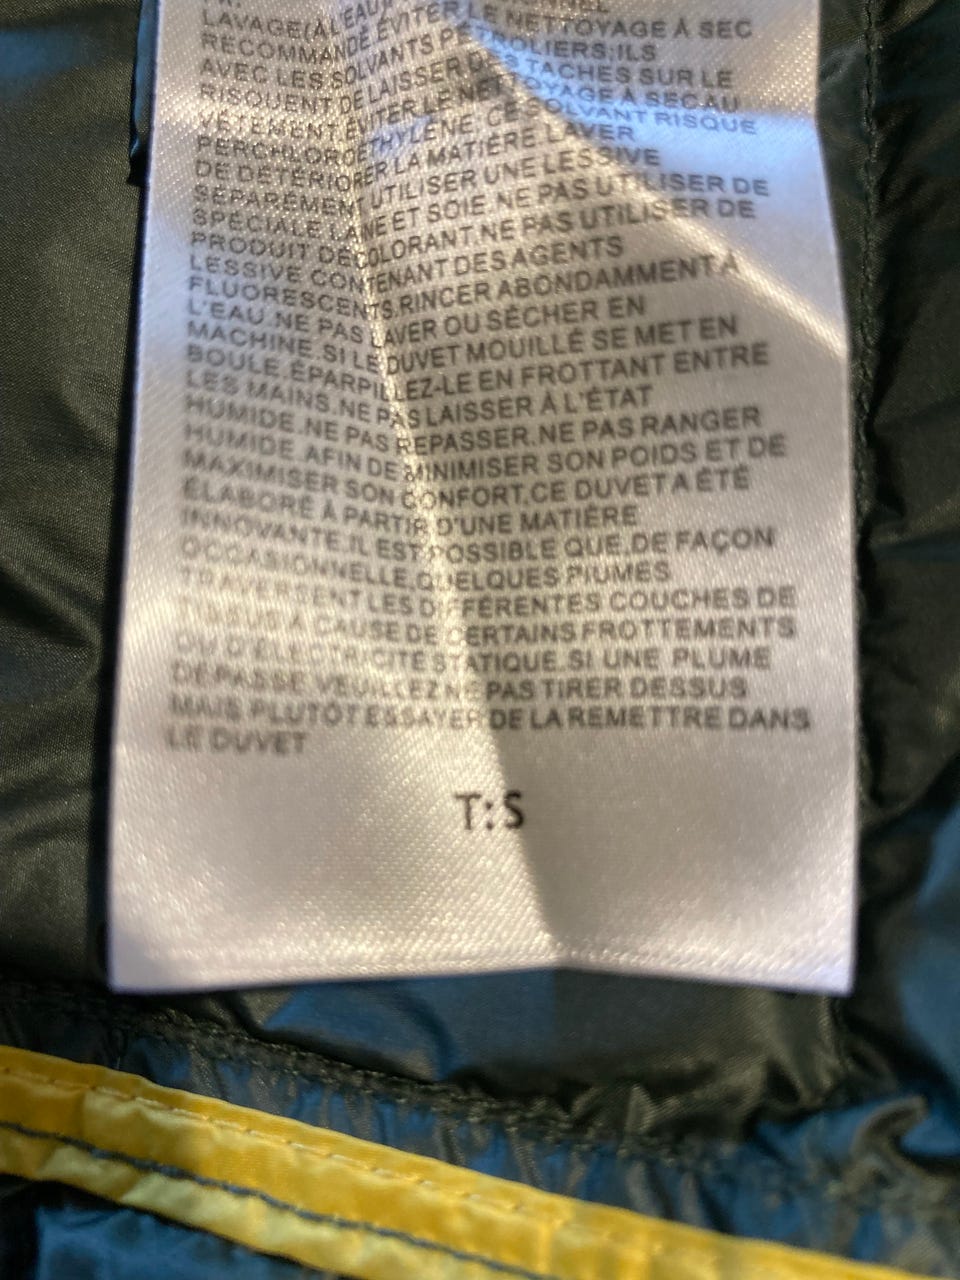 LAVAGE(À L'EAU)
NNEL
RECOMMANDÉ.ÉVITER LE NETTOYAGE À SEC
AVEC LES SOLVANTS PÉTROLIERS;ILS
RISQUENT DE LAISSER DES TACHES SUR LE
VÊTEMENT.ÉVITER LE NETTOYAGE A SEC AU
PERCHLOROETHYLENE, CE SOLVANT RISQUE
DE DÉTÉRIORER LA MATIÈRE LAVER
SÉPARÉMENT, UTILISER UNE LESSIVE
SPÉCIALE LAINE ET SOIE. NE PAS UTILISER DE
PRODUIT DÉCOLORANT NE PAS UTILISER DE
LESSIVE CONTENANT DES AGENTS
FLUORESCENTS.RINCER ABONDAMMENT À
L'EAU .NE PAS LAVER OU SÈCHER EN
MACHINE.SI LE DUVET MOUILLÉ SE MET EN
BOULE.ÉPARPILLEZ-LE EN FROTTANT ENTRE
LES MAINS.NE PAS LAISSER À L'ÉTAT
HUMIDE.NE PAS REPASSER.NE PAS RANGER
HUMIDE.AFIN DE MINIMISER SON POIDS ET DE
MAXIMISER SON CONFORT,CE DUVET A ÉTÉ
ÉLABORÉ À PARTIR D'UNE MATIÈRE
INNOVANTE.IL EST POSSIBLE QUE,DE FAÇON
OCCASIONNELLE,QUELQUES PIUMES
TRAVERSENT LES DIFFÉRENTES COUCHES DE
TISSUS À CAUSE DE CERTAINS FROTTEMENTS
OU D'ÉLECTRICITÉ STATIQUE.SI UNE PLUME
DÉPASSE.VEUILLEZ NE PAS TIRER DESSUS
MAIS PLUTÔT ESSAYER DE LA REMETTRE DANS
LE DUVET
T:S